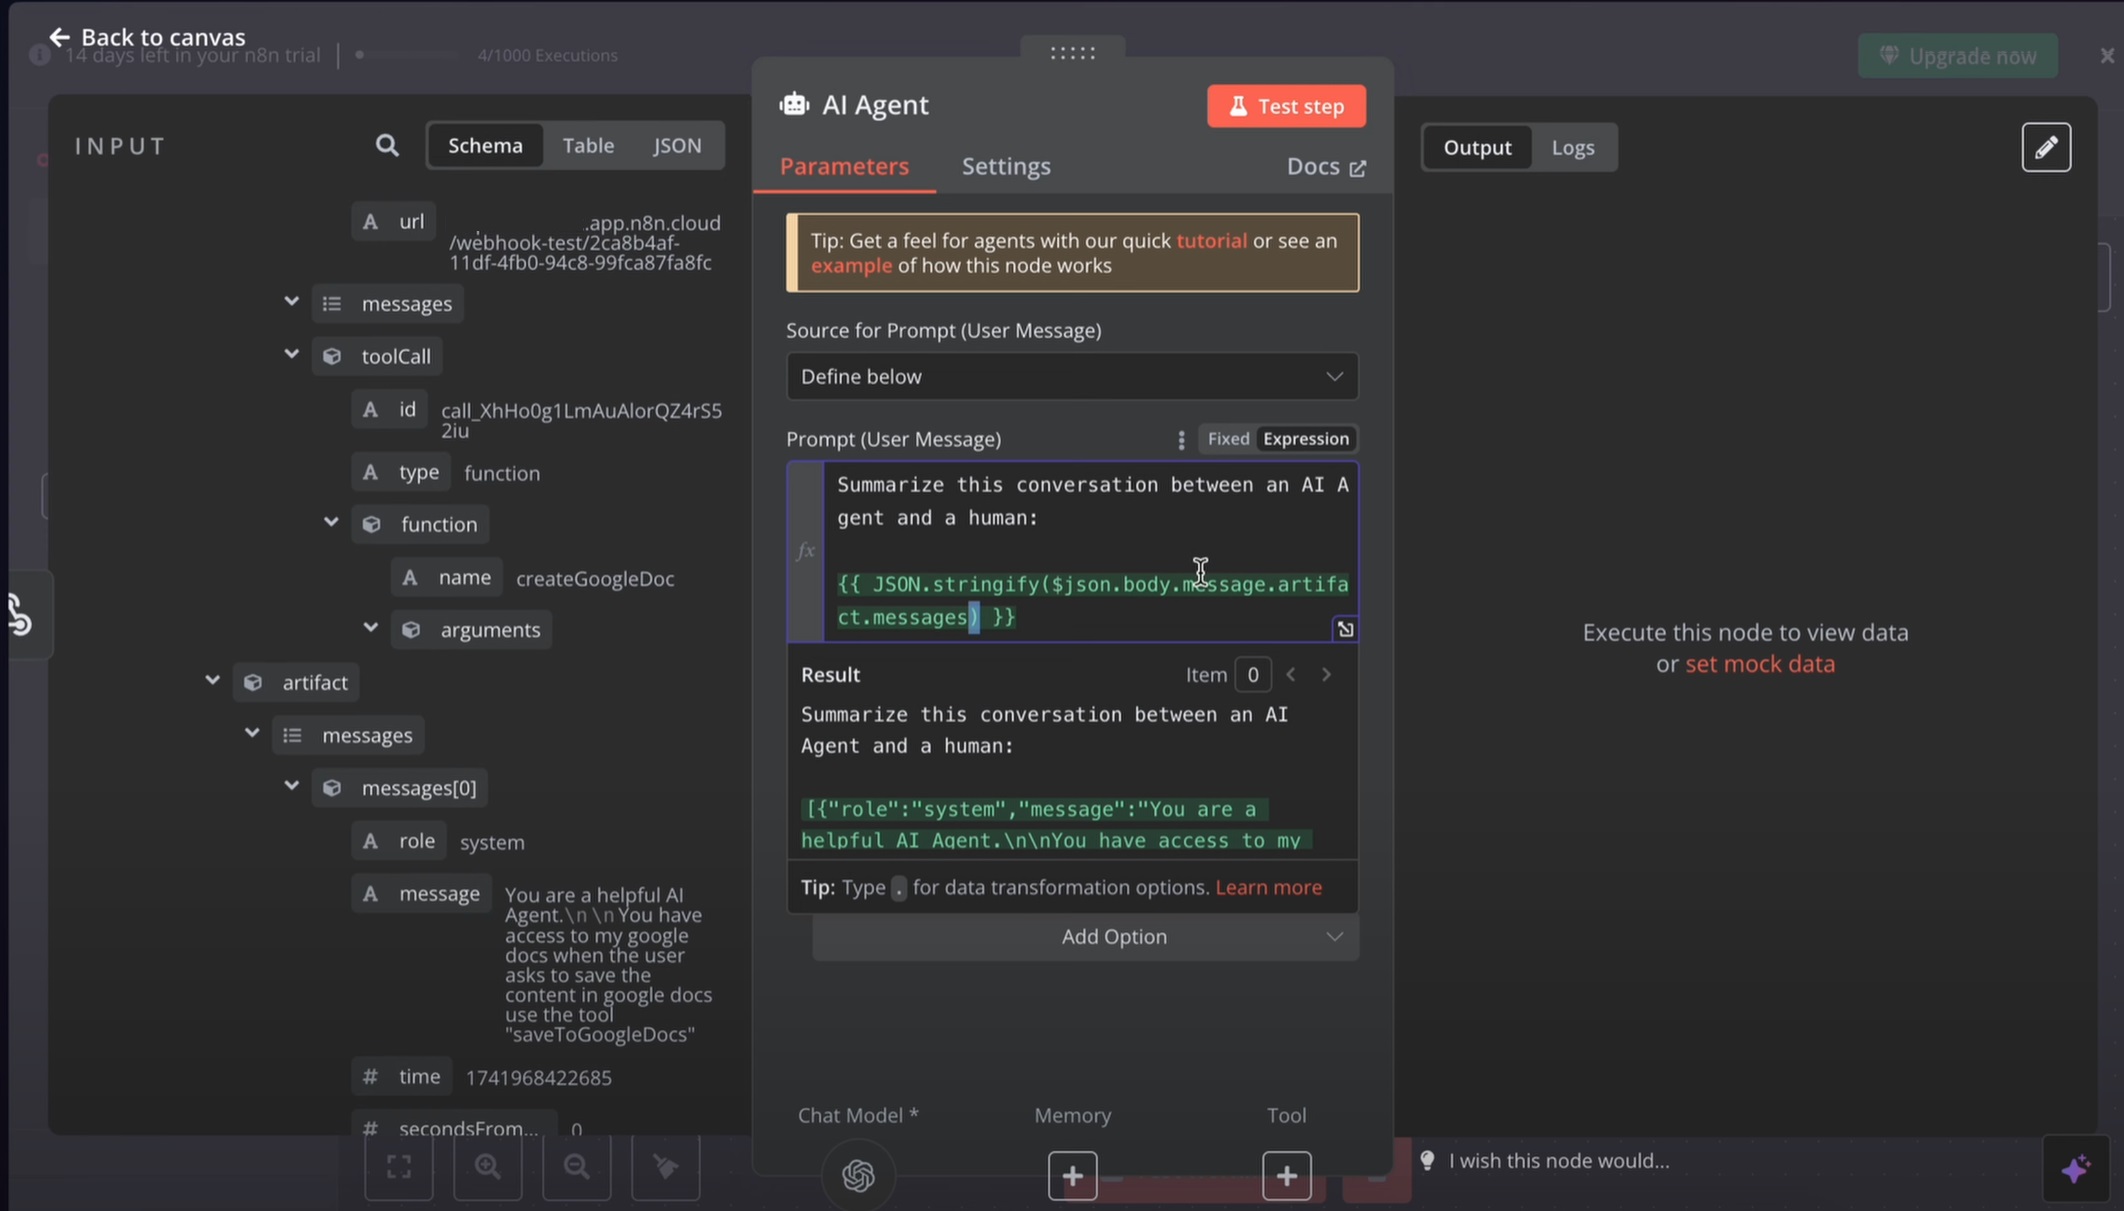 Back to canvas
14 days left in your n8n trial
4/1000 Executions
Upgrade now
INPUT
Schema
Table
JSON
A url
.app.n8n.cloud
/webhook-test/2ca8b4af-
11df-4fb0-94c8-99fca87fa8fc
messages
toolCall
A id
call_XhHo0g1LmAuAlorQZ4rS5
2iu
A type function
function
A name createGoogleDoc
arguments
artifact
messages
messages[0]
A role system
A message
You are a helpful AI
Agent.\n\nYou have
access to my google
docs when the user
asks to save the
content in google docs
use the tool
"saveToGoogleDocs"
# time 1741968422685
# secondsFrom... 0
AI Agent
Test step
Parameters
Settings
Docs
Tip: Get a feel for agents with our quick tutorial or see an
example of how this node works
Source for Prompt (User Message)
Define below
Prompt (User Message)
Fixed Expression
fx
Summarize this conversation between an AI A
gent and a human:
{{ JSON.stringify($json.body.message.artifa
ct.messages) }}
Result
Item 0
Summarize this conversation between an AI
Agent and a human:
[{"role":"system","message":"You are a
helpful AI Agent.\n\nYou have access to my
Tip: Type . for data transformation options. Learn more
Add Option
Chat Model *
Memory
Tool
Output
Logs
Execute this node to view data
or set mock data
I wish this node would...